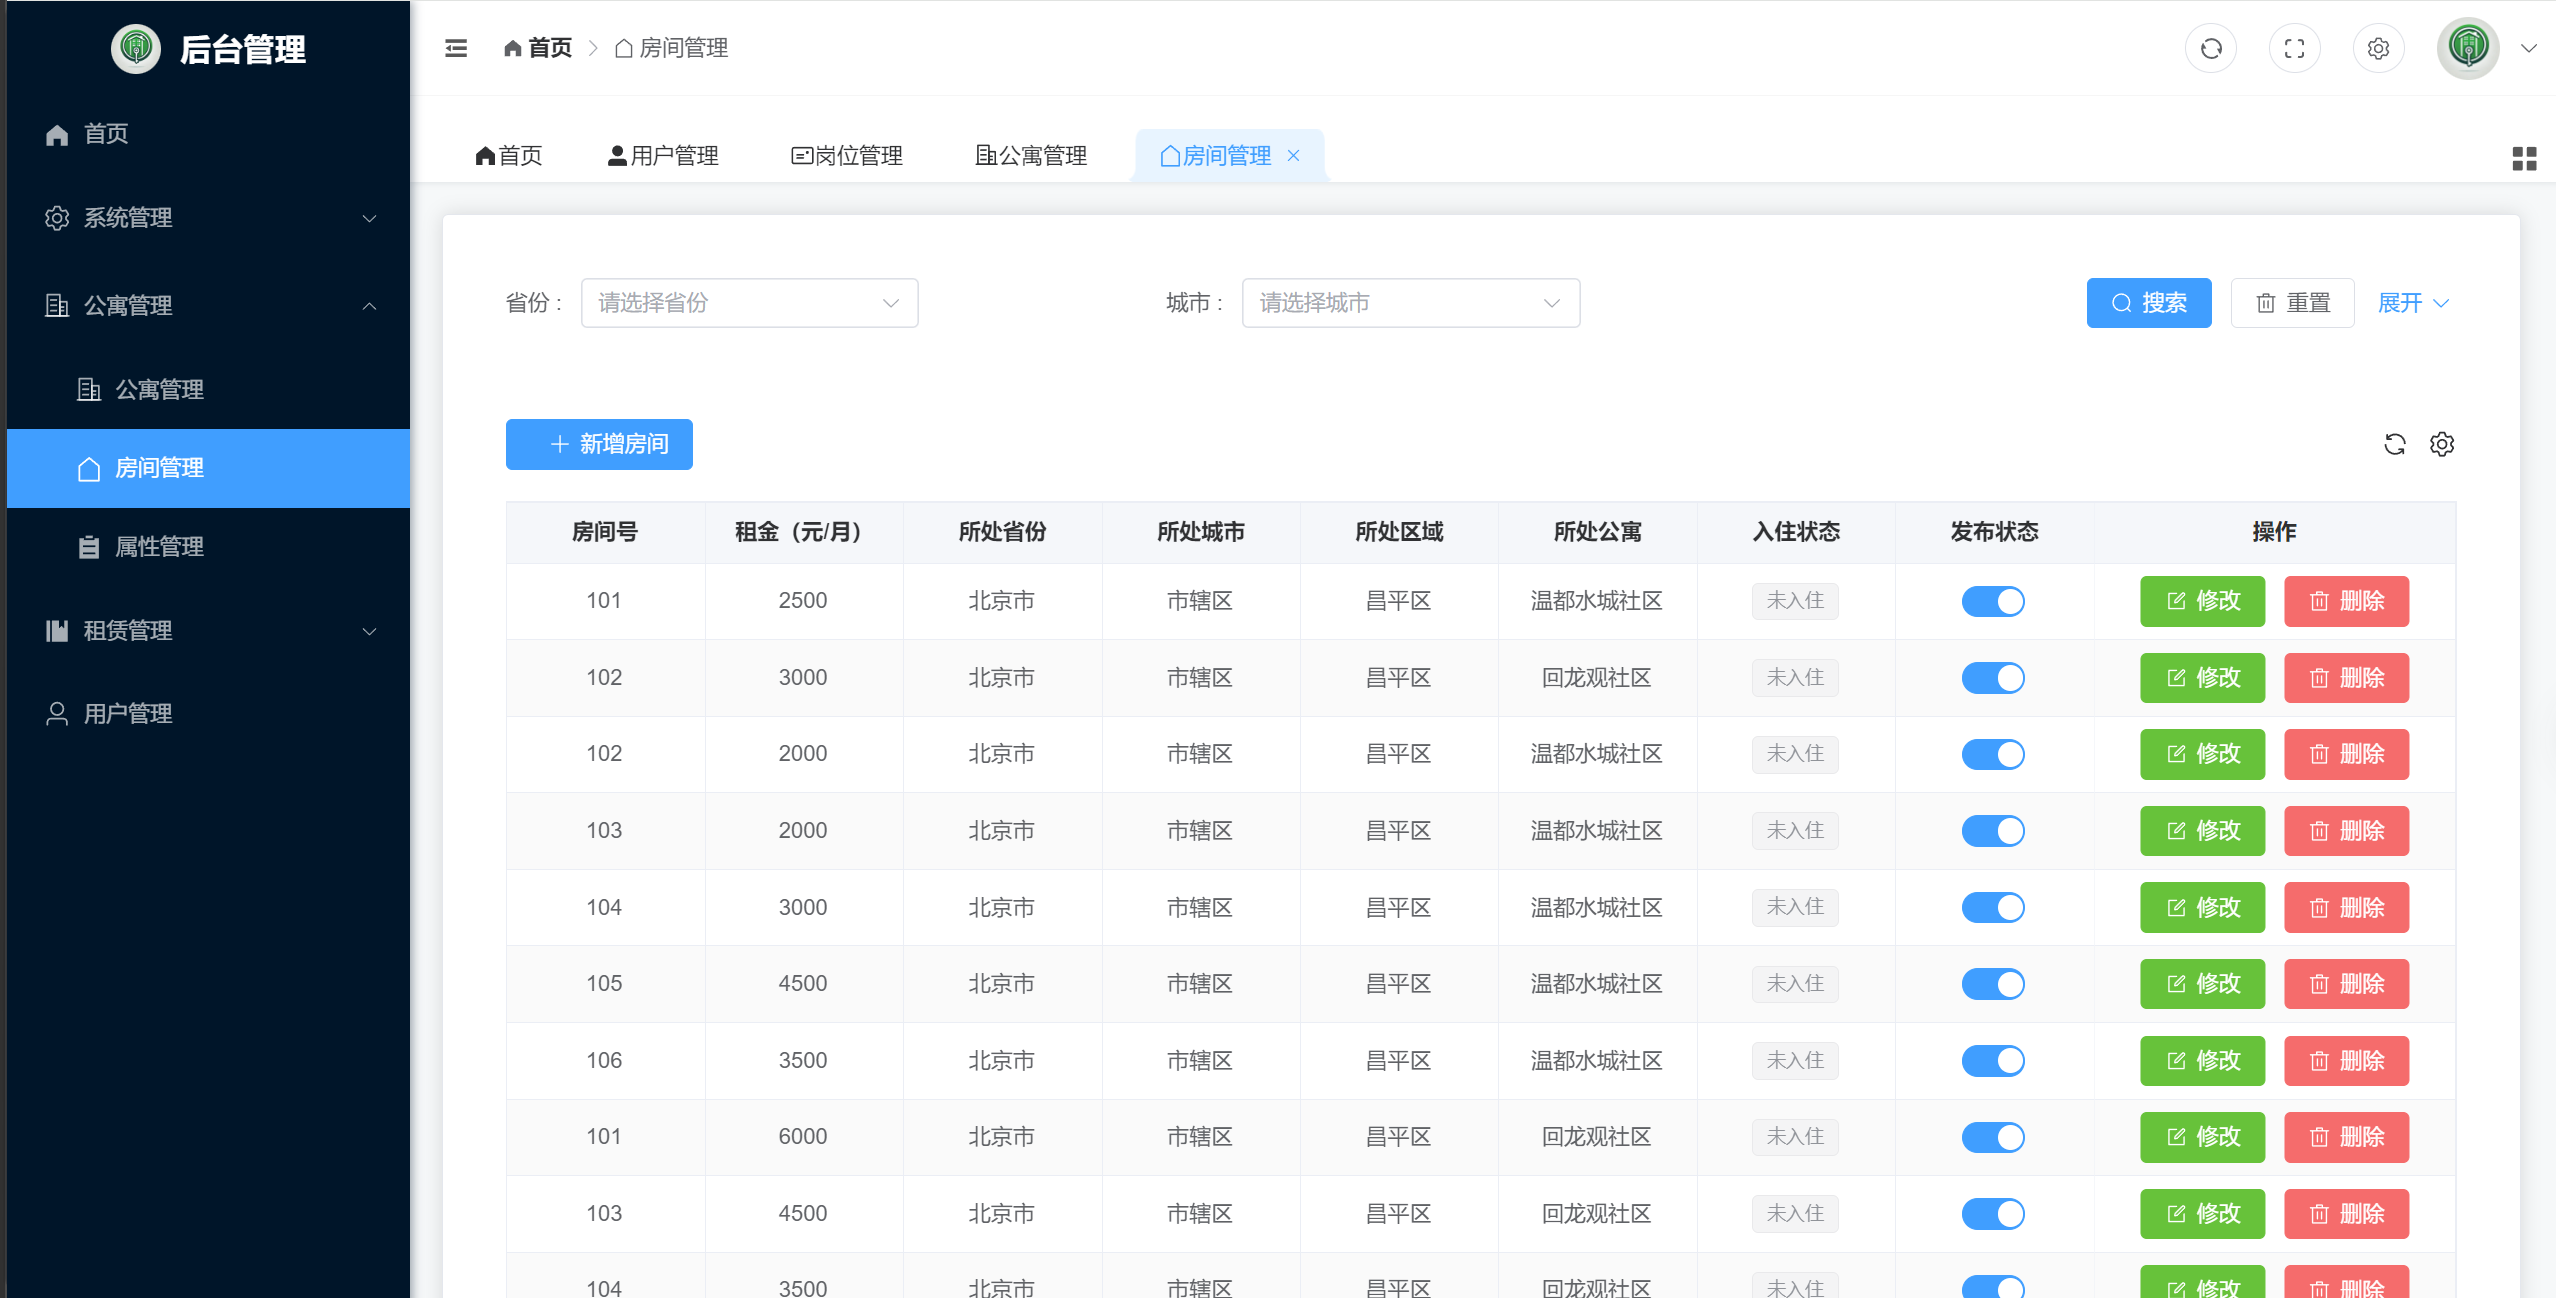 后台管理
首页
系统管理
公寓管理
公寓管理
房间管理
属性管理
租赁管理
用户管理
首页 房间管理
首页 用户管理 岗位管理 公寓管理 房间管理
省份 : 请选择省份 城市 : 请选择城市 搜索 重置 展开
新增房间
房间号 租金（元/月） 所处省份 所处城市 所处区域 所处公寓 入住状态 发布状态 操作
101 2500 北京市 市辖区 昌平区 温都水城社区 未入住 修改 删除
102 3000 北京市 市辖区 昌平区 回龙观社区 未入住 修改 删除
102 2000 北京市 市辖区 昌平区 温都水城社区 未入住 修改 删除
103 2000 北京市 市辖区 昌平区 温都水城社区 未入住 修改 删除
104 3000 北京市 市辖区 昌平区 温都水城社区 未入住 修改 删除
105 4500 北京市 市辖区 昌平区 温都水城社区 未入住 修改 删除
106 3500 北京市 市辖区 昌平区 温都水城社区 未入住 修改 删除
101 6000 北京市 市辖区 昌平区 回龙观社区 未入住 修改 删除
103 4500 北京市 市辖区 昌平区 回龙观社区 未入住 修改 删除
104 3500 北京市 市辖区 昌平区 回龙观社区 未入住 修改 删除